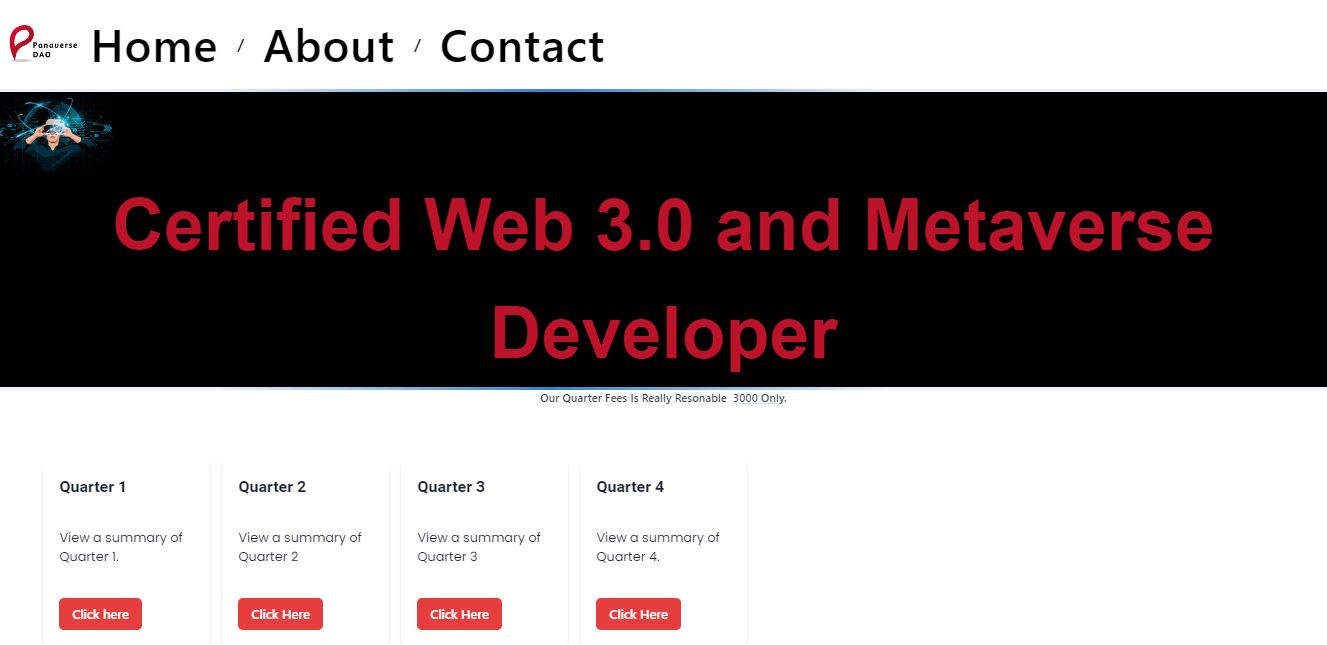 Panaverse
DAO
Home / About / Contact
Certified Web 3.0 and Metaverse
Developer
Our Quarter Fees Is Really Resonable 3000 Only.
Quarter 1
View a summary of
Quarter 1.
Click here
Quarter 2
View a summary of
Quarter 2
Click Here
Quarter 3
View a summary of
Quarter 3
Click Here
Quarter 4
View a summary of
Quarter 4.
Click Here